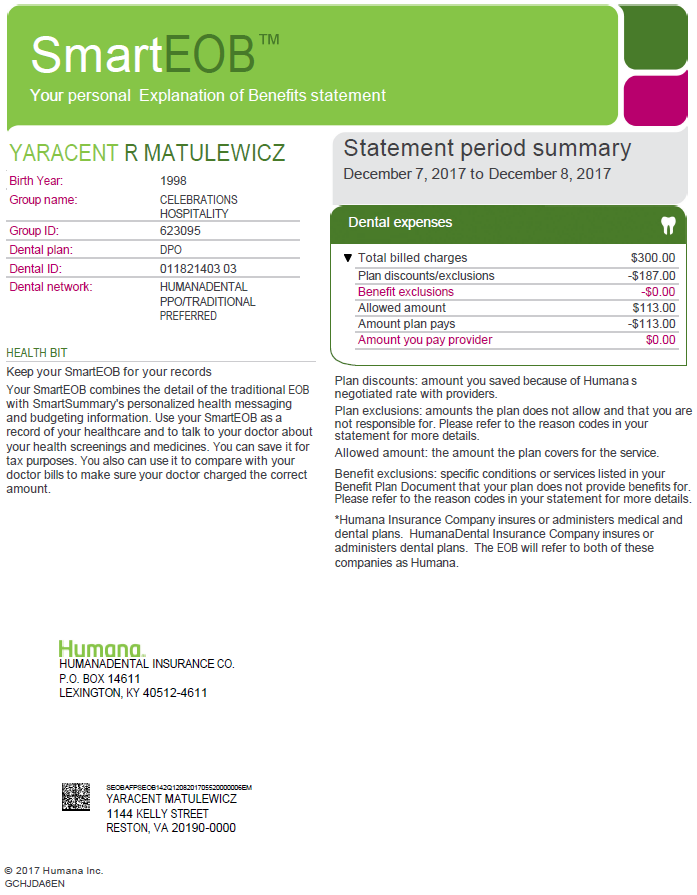 SmartEOB™
Your personal Explanation of Benefits statement
YARACENT R MATULEWICZ
Birth Year: 1998
Group name: CELEBRATIONS
HOSPITALITY
Group ID: 623095
Dental plan: DPO
Dental ID: 011821403 03
Dental network: HUMANADENTAL
PPO/TRADITIONAL
PREFERRED
HEALTH BIT
Keep your SmartEOB for your records
Your SmartEOB combines the detail of the traditional EOB
with SmartSummary's personalized health messaging
and budgeting information. Use your SmartEOB as a
record of your healthcare and to talk to your doctor about
your health screenings and medicines. You can save it for
tax purposes. You also can use it to compare with your
doctor bills to make sure your doctor charged the correct
amount.
Statement period summary
December 7, 2017 to December 8, 2017
Dental expenses
▼ Total billed charges $300.00
Plan discounts/exclusions -$187.00
Benefit exclusions -$0.00
Allowed amount $113.00
Amount plan pays -$113.00
Amount you pay provider $0.00
Plan discounts: amount you saved because of Humana s
negotiated rate with providers.
Plan exclusions: amounts the plan does not allow and that you are
not responsible for. Please refer to the reason codes in your
statement for more details.
Allowed amount: the amount the plan covers for the service.
Benefit exclusions: specific conditions or services listed in your
Benefit Plan Document that your plan does not provide benefits for.
Please refer to the reason codes in your statement for more details.
*Humana Insurance Company insures or administers medical and
dental plans. HumanaDental Insurance Company insures or
administers dental plans. The EOB will refer to both of these
companies as Humana.
Humana
HUMANADENTAL INSURANCE CO.
P.O. BOX 14611
LEXINGTON, KY 40512-4611
SEOBAFPSEOB142Q1208201705520000006EM
YARACENT MATULEWICZ
1144 KELLY STREET
RESTON, VA 20190-0000
© 2017 Humana Inc.
GCHJDA6EN